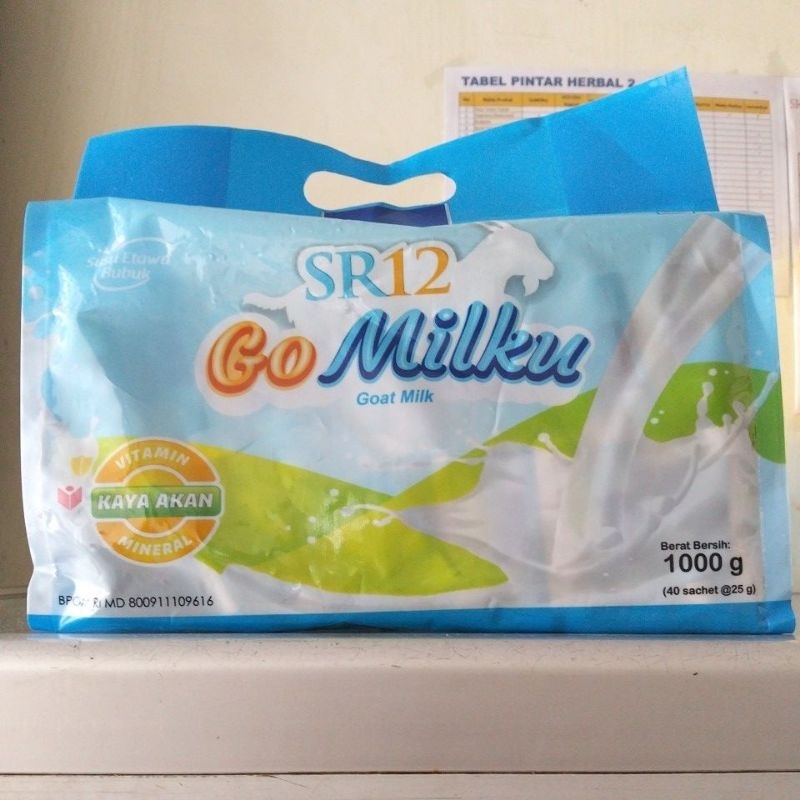 TABEL PINTAR HERBAL 2
Susu Etawa
Bubuk
SR12
Go Milku
Goat Milk
VITAMIN
KAYA AKAN
MINERAL
Berat Bersih:
1000 g
(40 sachet @25 g)
RI MD 800911109616